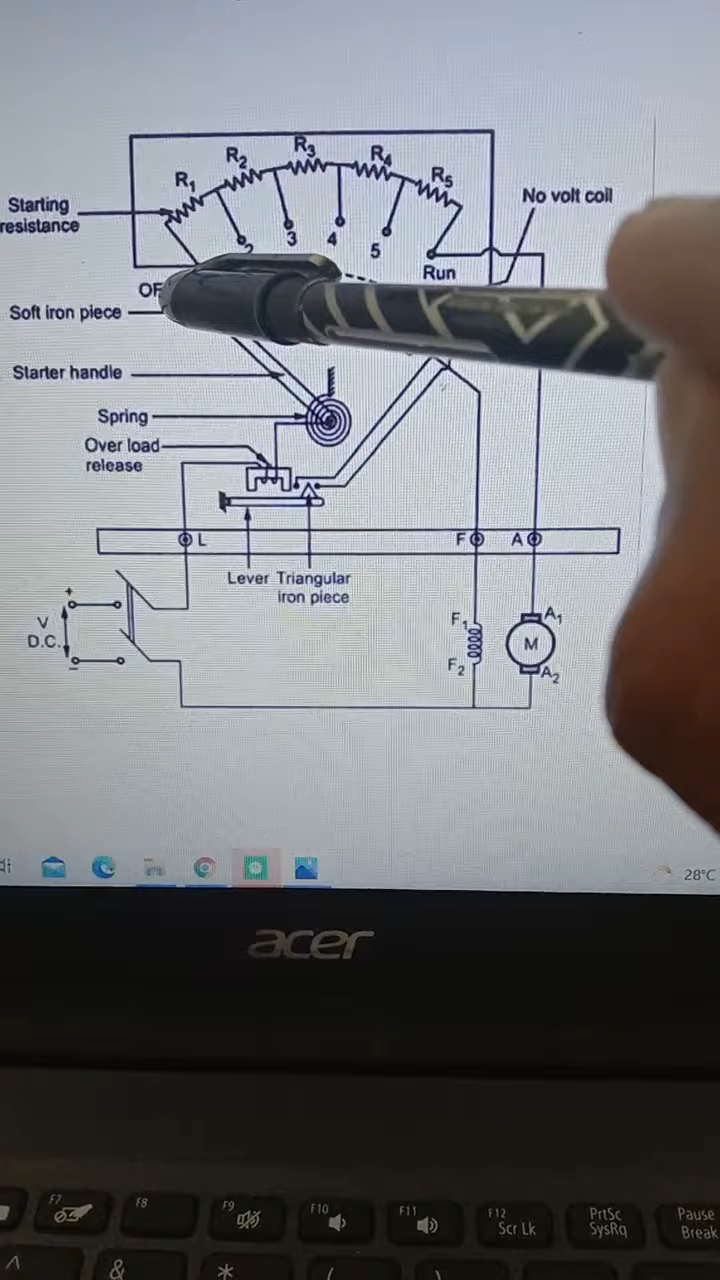 R1
R2
R3
R4
R5
Starting
resistance
No volt coil
2
3
4
5
Run
OF
Soft iron piece
Starter handle
Spring
Over load
release
L
F
A
Lever
Triangular
iron piece
+
V
D.C.
−
F1
F2
A1
M
A2
28°C
acer
F7
F8
F9
F10
F11
F12
Scr Lk
PrtSc
SysRq
Pause
Break
^
&
*
(
)